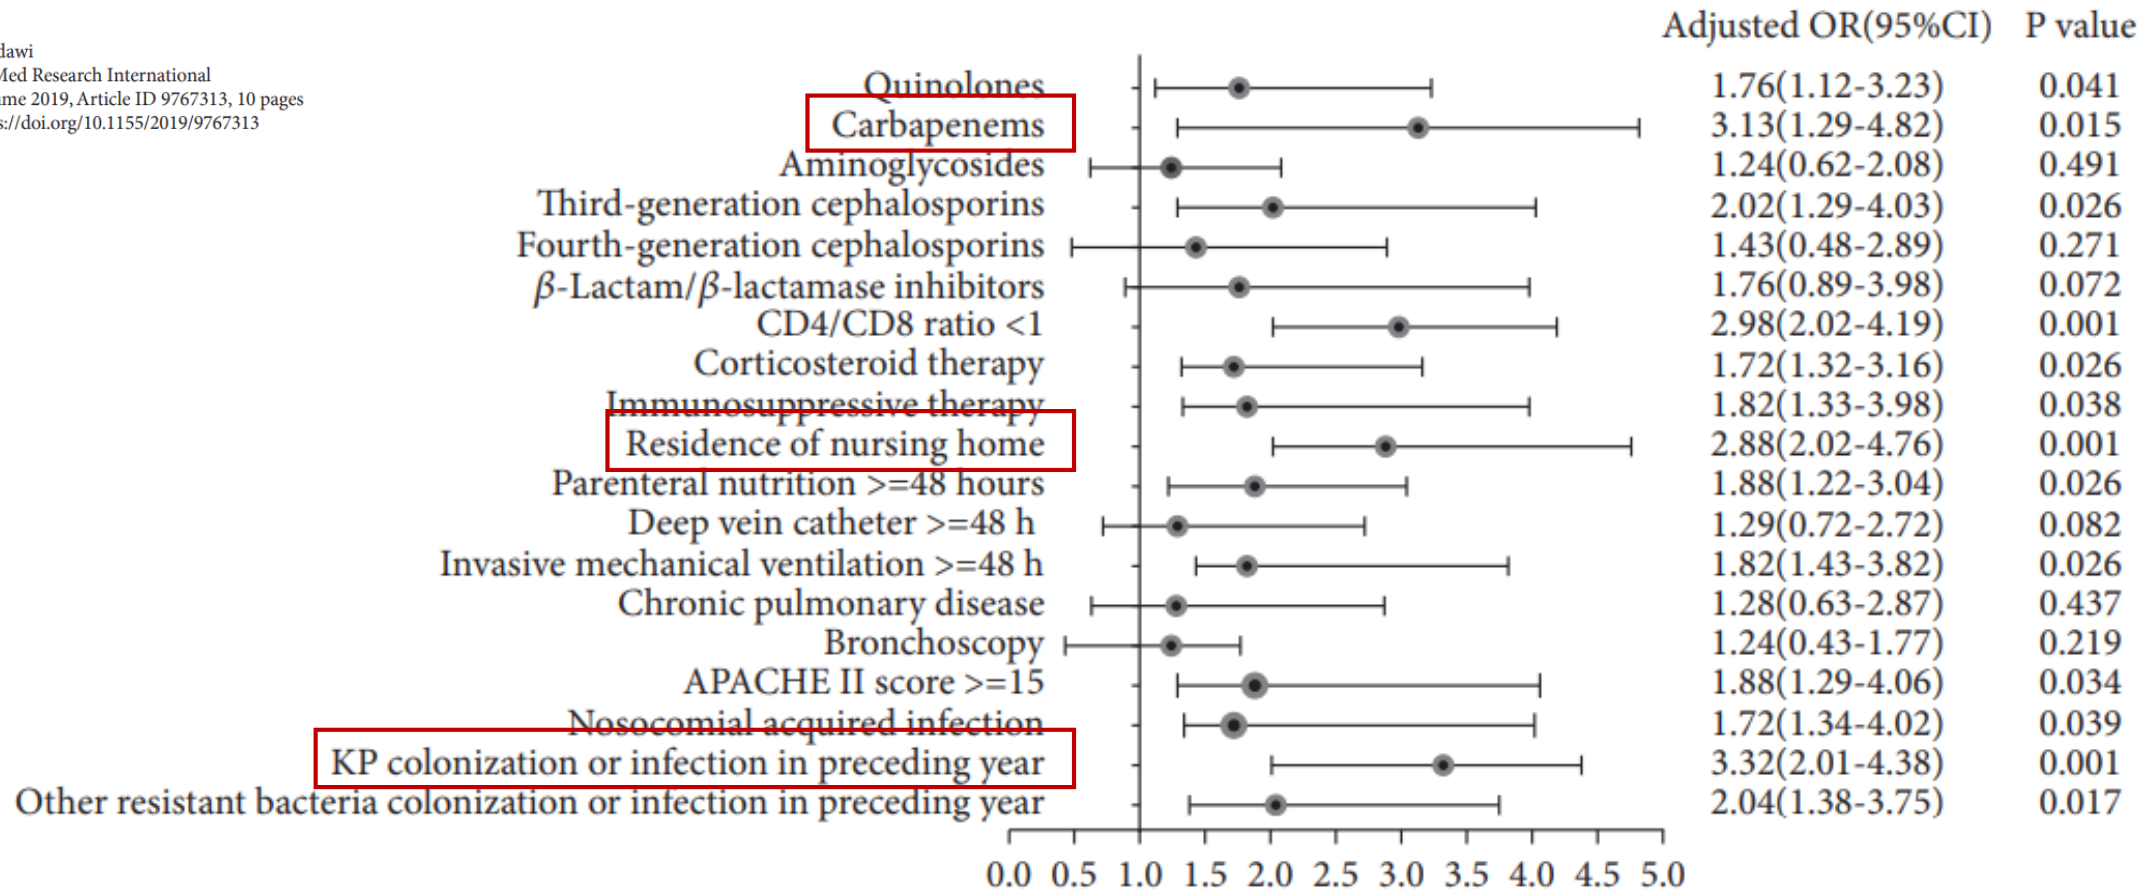 Adjusted OR(95%CI) P value
Med Research International
2019, Article ID 9767313, 10 pages
://doi.org/10.1155/2019/9767313
Quinolones 1.76(1.12-3.23) 0.041
Carbapenems 3.13(1.29-4.82) 0.015
Aminoglycosides 1.24(0.62-2.08) 0.491
Third-generation cephalosporins 2.02(1.29-4.03) 0.026
Fourth-generation cephalosporins 1.43(0.48-2.89) 0.271
β-Lactam/β-lactamase inhibitors 1.76(0.89-3.98) 0.072
CD4/CD8 ratio <1 2.98(2.02-4.19) 0.001
Corticosteroid therapy 1.72(1.32-3.16) 0.026
Immunosuppressive therapy 1.82(1.33-3.98) 0.038
Residence of nursing home 2.88(2.02-4.76) 0.001
Parenteral nutrition >=48 hours 1.88(1.22-3.04) 0.026
Deep vein catheter >=48 h 1.29(0.72-2.72) 0.082
Invasive mechanical ventilation >=48 h 1.82(1.43-3.82) 0.026
Chronic pulmonary disease 1.28(0.63-2.87) 0.437
Bronchoscopy 1.24(0.43-1.77) 0.219
APACHE II score >=15 1.88(1.29-4.06) 0.034
Nosocomial acquired infection 1.72(1.34-4.02) 0.039
KP colonization or infection in preceding year 3.32(2.01-4.38) 0.001
Other resistant bacteria colonization or infection in preceding year 2.04(1.38-3.75) 0.017
0.0 0.5 1.0 1.5 2.0 2.5 3.0 3.5 4.0 4.5 5.0